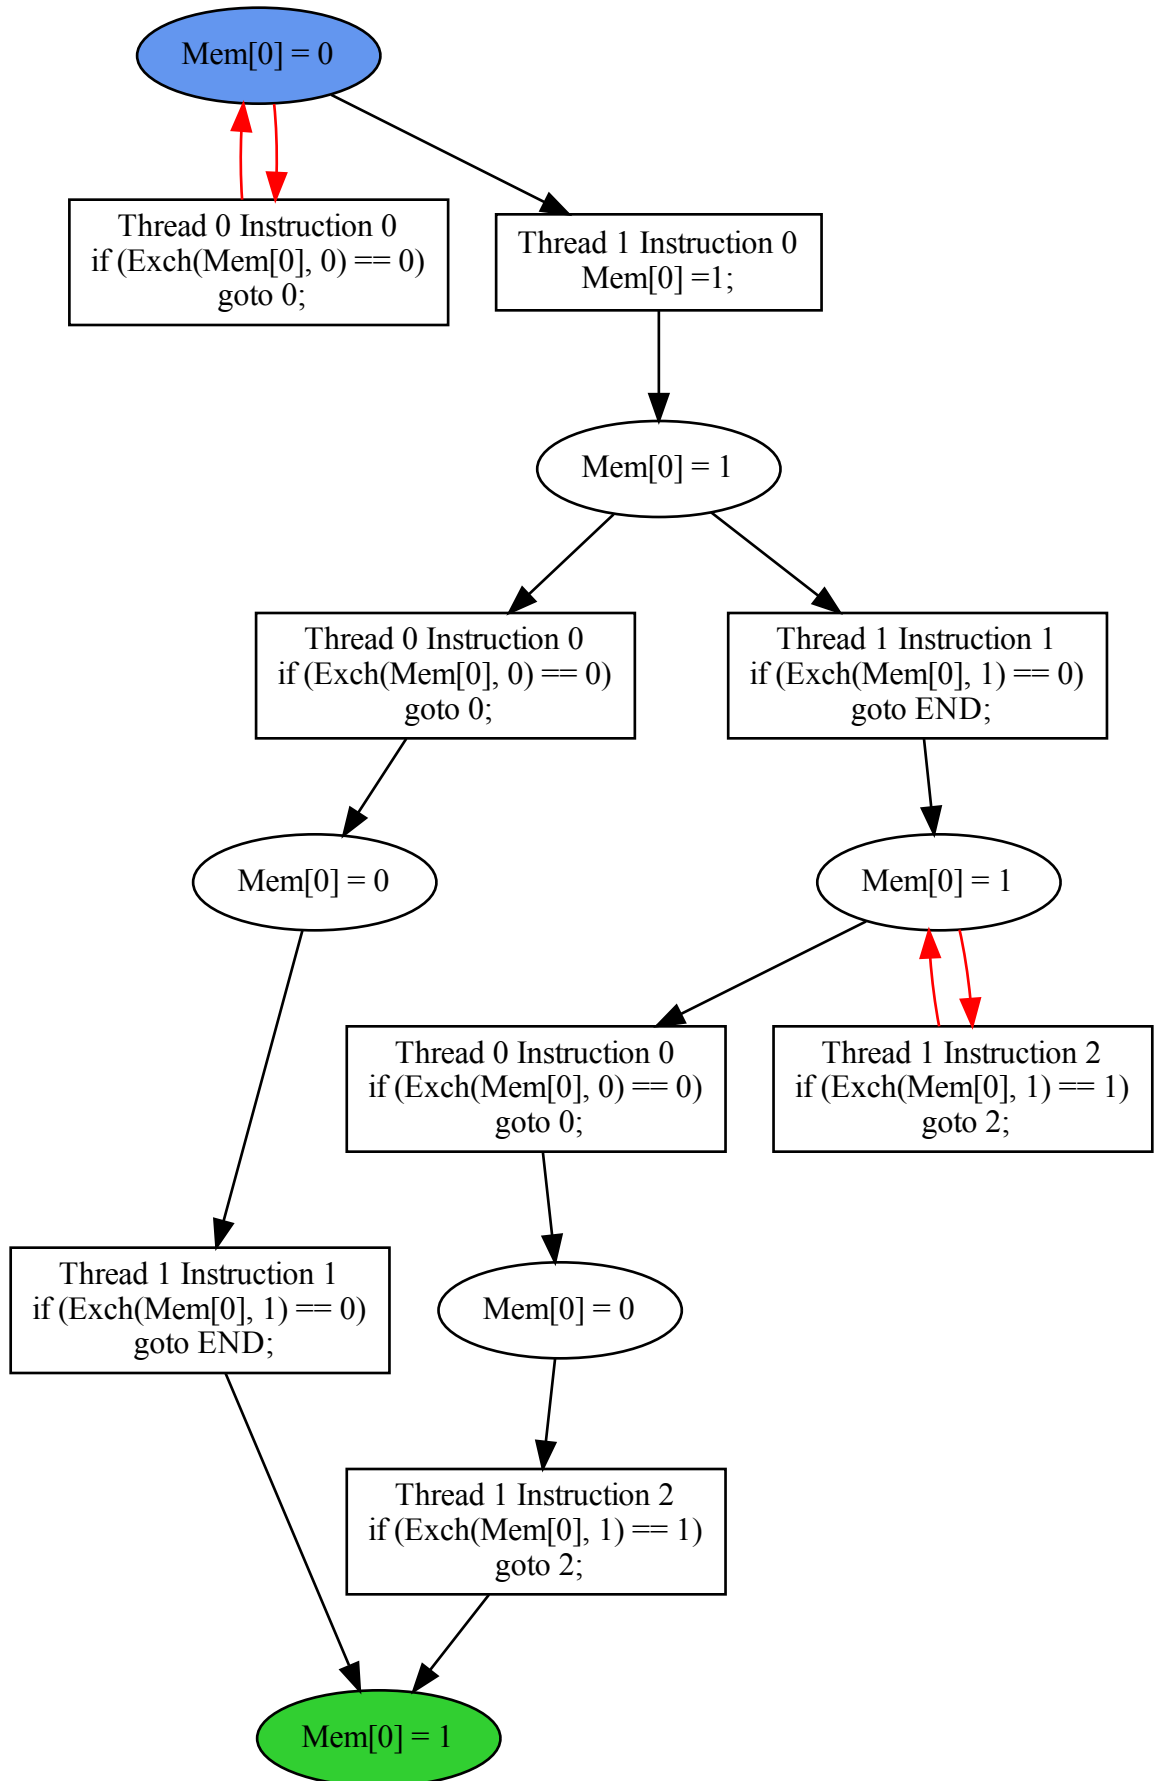 Mem[0] = 0
Thread 0 Instruction 0
if (Exch(Mem[0], 0) == 0)
goto 0;
Thread 1 Instruction 0
Mem[0] =1;
Mem[0] = 1
Thread 0 Instruction 0
if (Exch(Mem[0], 0) == 0)
goto 0;
Thread 1 Instruction 1
if (Exch(Mem[0], 1) == 0)
goto END;
Mem[0] = 0
Mem[0] = 1
Thread 0 Instruction 0
if (Exch(Mem[0], 0) == 0)
goto 0;
Thread 1 Instruction 2
if (Exch(Mem[0], 1) == 1)
goto 2;
Thread 1 Instruction 1
if (Exch(Mem[0], 1) == 0)
goto END;
Mem[0] = 0
Thread 1 Instruction 2
if (Exch(Mem[0], 1) == 1)
goto 2;
Mem[0] = 1